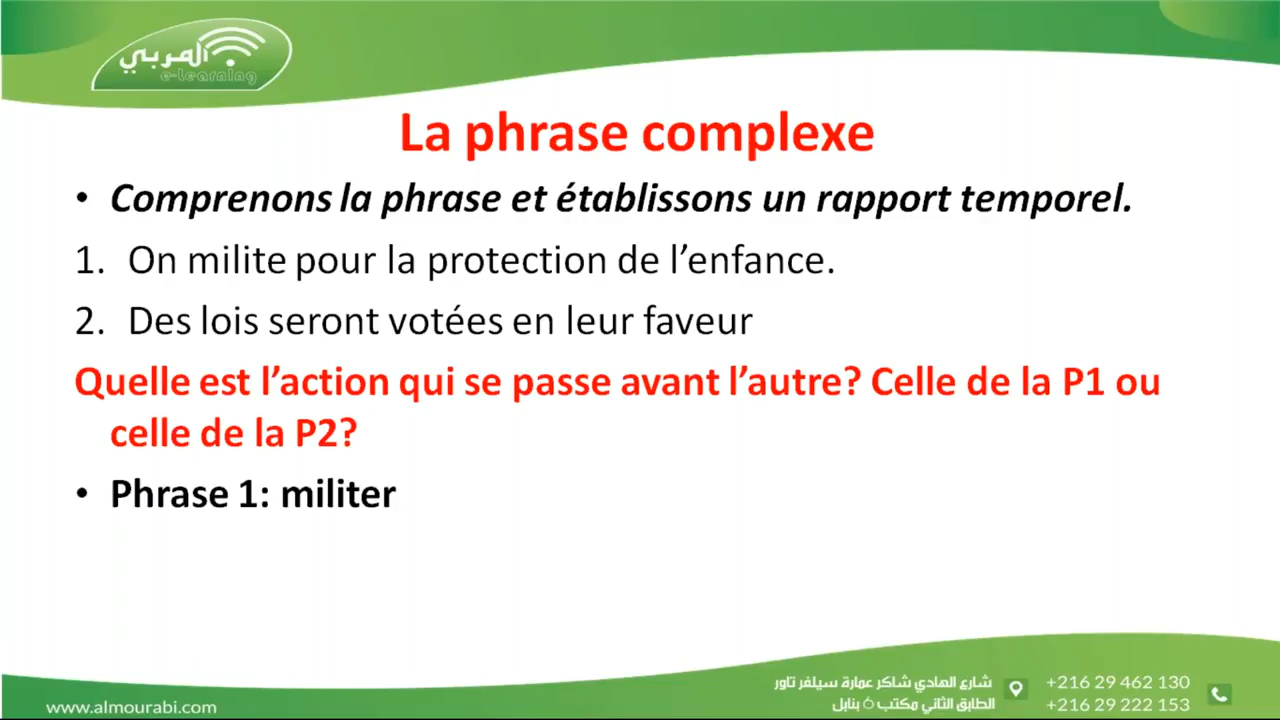 المربي
e-learning
La phrase complexe
• Comprenons la phrase et établissons un rapport temporel.
1. On milite pour la protection de l’enfance.
2. Des lois seront votées en leur faveur
Quelle est l’action qui se passe avant l’autre? Celle de la P1 ou
celle de la P2?
• Phrase 1: militer
شارع الهادي شاكر عمارة سيلفر تاور
+216 29 462 130
www.almourabi.com
الطابق الثاني مكتب 5 بنابل
+216 29 222 153